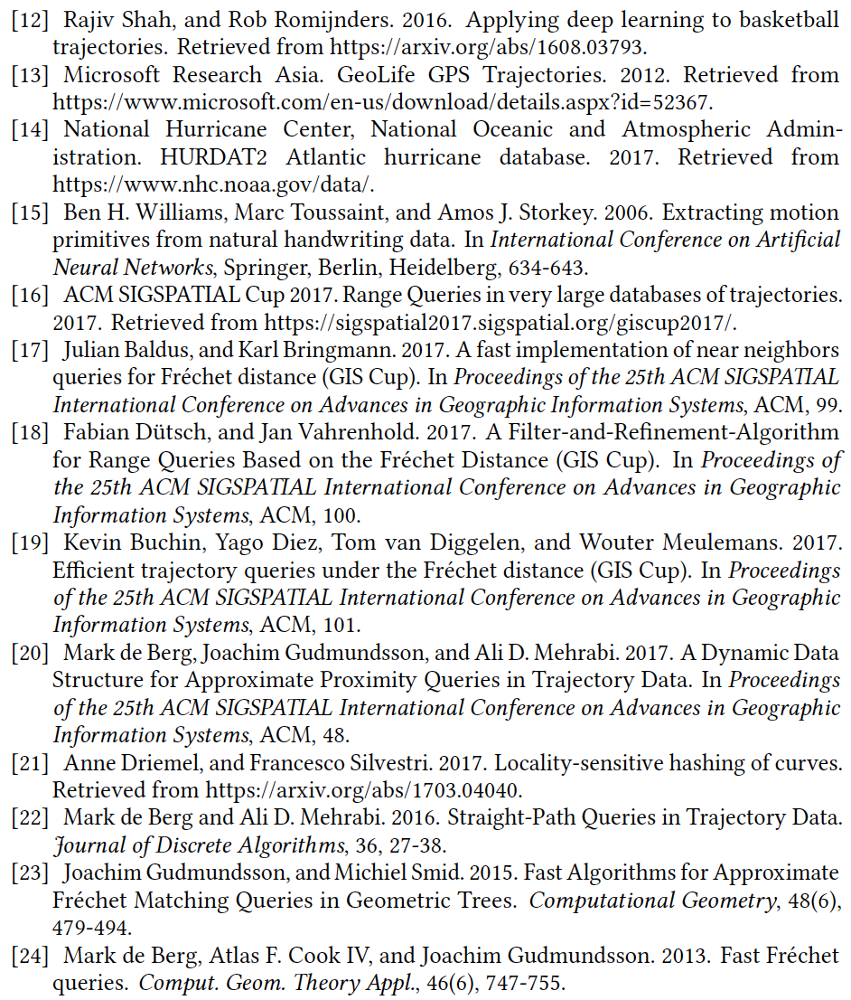 [12] Rajiv Shah, and Rob Romijnders. 2016. Applying deep learning to basketball
trajectories. Retrieved from https://arxiv.org/abs/1608.03793.
[13] Microsoft Research Asia. GeoLife GPS Trajectories. 2012. Retrieved from
https://www.microsoft.com/en-us/download/details.aspx?id=52367.
[14] National Hurricane Center, National Oceanic and Atmospheric Admin-
istration. HURDAT2 Atlantic hurricane database. 2017. Retrieved from
https://www.nhc.noaa.gov/data/.
[15] Ben H. Williams, Marc Toussaint, and Amos J. Storkey. 2006. Extracting motion
primitives from natural handwriting data. In International Conference on Artificial
Neural Networks, Springer, Berlin, Heidelberg, 634-643.
[16] ACM SIGSPATIAL Cup 2017. Range Queries in very large databases of trajectories.
2017. Retrieved from https://sigspatial2017.sigspatial.org/giscup2017/.
[17] Julian Baldus, and Karl Bringmann. 2017. A fast implementation of near neighbors
queries for Fréchet distance (GIS Cup). In Proceedings of the 25th ACM SIGSPATIAL
International Conference on Advances in Geographic Information Systems, ACM, 99.
[18] Fabian Dütsch, and Jan Vahrenhold. 2017. A Filter-and-Refinement-Algorithm
for Range Queries Based on the Fréchet Distance (GIS Cup). In Proceedings of
the 25th ACM SIGSPATIAL International Conference on Advances in Geographic
Information Systems, ACM, 100.
[19] Kevin Buchin, Yago Diez, Tom van Diggelen, and Wouter Meulemans. 2017.
Efficient trajectory queries under the Fréchet distance (GIS Cup). In Proceedings
of the 25th ACM SIGSPATIAL International Conference on Advances in Geographic
Information Systems, ACM, 101.
[20] Mark de Berg, Joachim Gudmundsson, and Ali D. Mehrabi. 2017. A Dynamic Data
Structure for Approximate Proximity Queries in Trajectory Data. In Proceedings
of the 25th ACM SIGSPATIAL International Conference on Advances in Geographic
Information Systems, ACM, 48.
[21] Anne Driemel, and Francesco Silvestri. 2017. Locality-sensitive hashing of curves.
Retrieved from https://arxiv.org/abs/1703.04040.
[22] Mark de Berg and Ali D. Mehrabi. 2016. Straight-Path Queries in Trajectory Data.
Journal of Discrete Algorithms, 36, 27-38.
[23] Joachim Gudmundsson, and Michiel Smid. 2015. Fast Algorithms for Approximate
Fréchet Matching Queries in Geometric Trees. Computational Geometry, 48(6),
479-494.
[24] Mark de Berg, Atlas F. Cook IV, and Joachim Gudmundsson. 2013. Fast Fréchet
queries. Comput. Geom. Theory Appl., 46(6), 747-755.